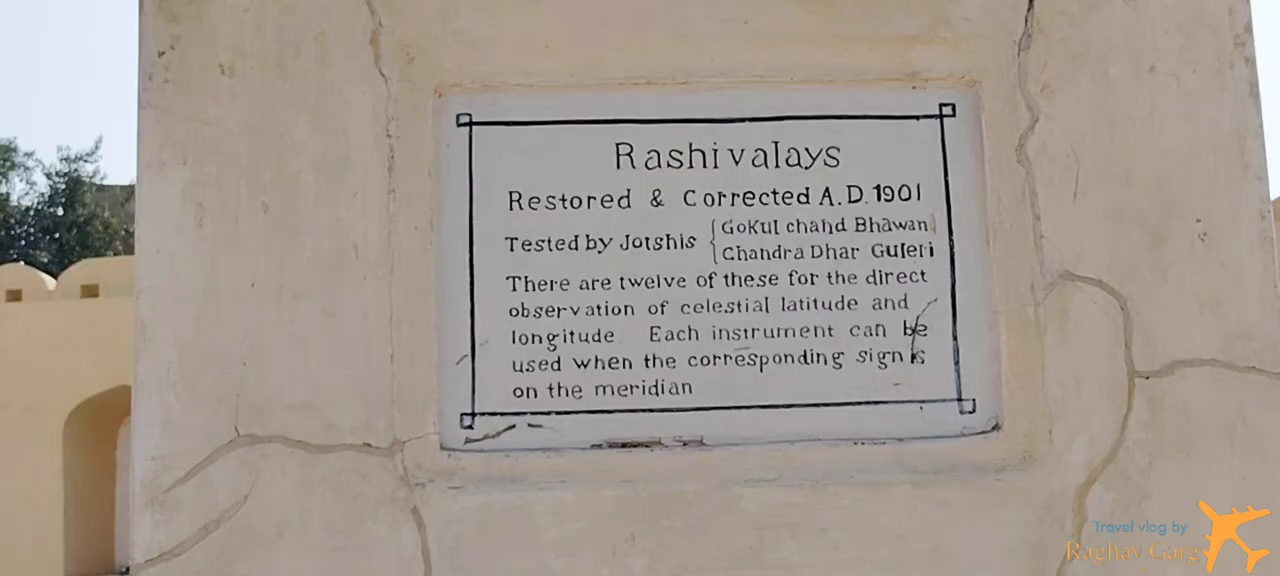 Rashivalays
Restored & Corrected A.D. 1901
Tested by Jotshis { Gokul chand Bhawan
Chandra Dhar Guleri
There are twelve of these for the direct
observation of celestial latitude and
longitude Each instrument can be
used when the corresponding sign is
on the meridian
Travel vlog by
Raghav Garg